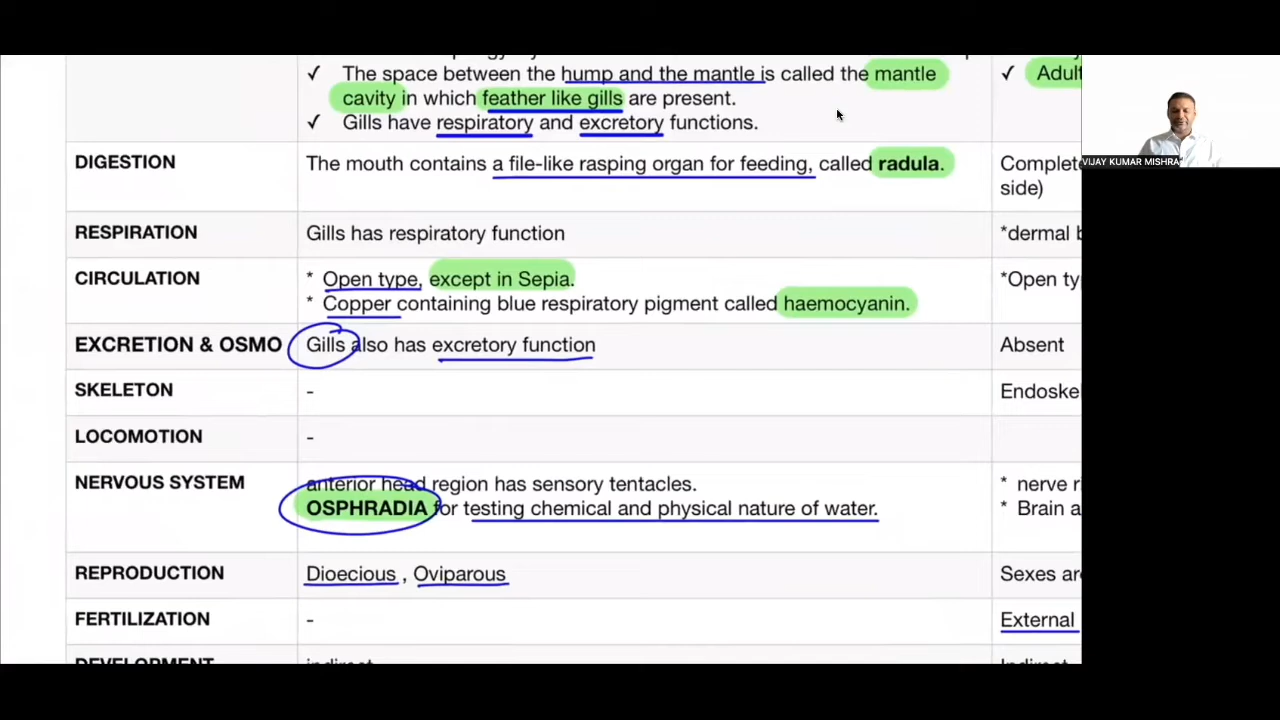 ✓ The space between the hump and the mantle is called the mantle
cavity in which feather like gills are present.
✓ Gills have respiratory and excretory functions.
✓ Adult
VIJAY KUMAR MISHRA
DIGESTION
The mouth contains a file-like rasping organ for feeding, called radula.
Complete
side)
RESPIRATION
Gills has respiratory function
*dermal b
CIRCULATION
* Open type, except in Sepia.
* Copper containing blue respiratory pigment called haemocyanin.
*Open ty
EXCRETION & OSMO
Gills also has excretory function
Absent
SKELETON
-
Endoske
LOCOMOTION
-
NERVOUS SYSTEM
anterior head region has sensory tentacles.
OSPHRADIA for testing chemical and physical nature of water.
* nerve ri
* Brain a
REPRODUCTION
Dioecious , Oviparous
Sexes are
FERTILIZATION
-
External
DEVELOPMENT
indirect
Indirect